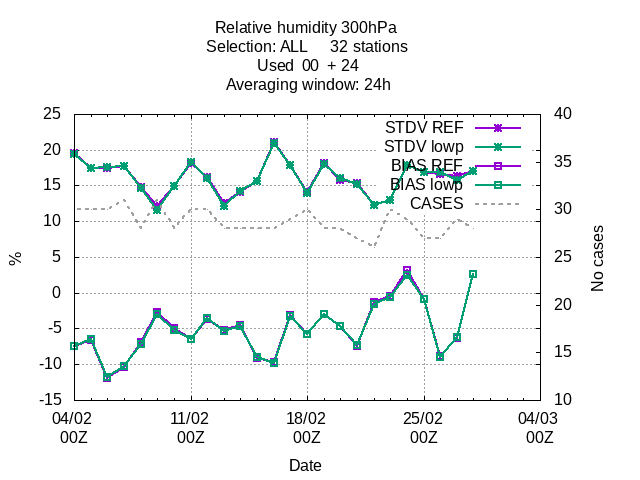 Relative humidity 300hPa
Selection: ALL     32 stations
Used  00  + 24
Averaging window: 24h
STDV REF
STDV lowp
BIAS REF
BIAS lowp
CASES
25
20
15
10
5
0
-5
-10
-15
%
40
35
30
25
20
15
10
No cases
04/02 11/02 18/02 25/02 04/03
00Z 00Z 00Z 00Z 00Z
Date